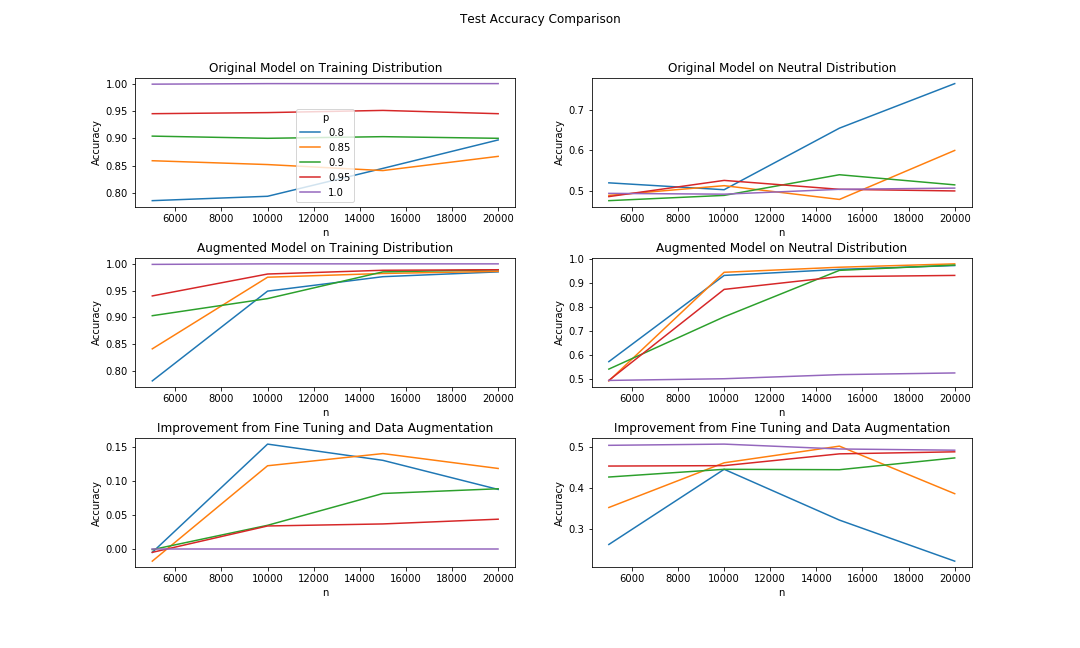 Test Accuracy Comparison
Original Model on Training Distribution
Accuracy
1.00
0.95
0.90
0.85
0.80
p
0.8
0.85
0.9
0.95
1.0
6000 8000 10000 12000 14000 16000 18000 20000
n
Original Model on Neutral Distribution
Accuracy
0.7
0.6
0.5
6000 8000 10000 12000 14000 16000 18000 20000
n
Augmented Model on Training Distribution
Accuracy
1.00
0.95
0.90
0.85
0.80
6000 8000 10000 12000 14000 16000 18000 20000
n
Augmented Model on Neutral Distribution
Accuracy
1.0
0.9
0.8
0.7
0.6
0.5
6000 8000 10000 12000 14000 16000 18000 20000
n
Improvement from Fine Tuning and Data Augmentation
Accuracy
0.15
0.10
0.05
0.00
6000 8000 10000 12000 14000 16000 18000 20000
n
Improvement from Fine Tuning and Data Augmentation
Accuracy
0.5
0.4
0.3
6000 8000 10000 12000 14000 16000 18000 20000
n